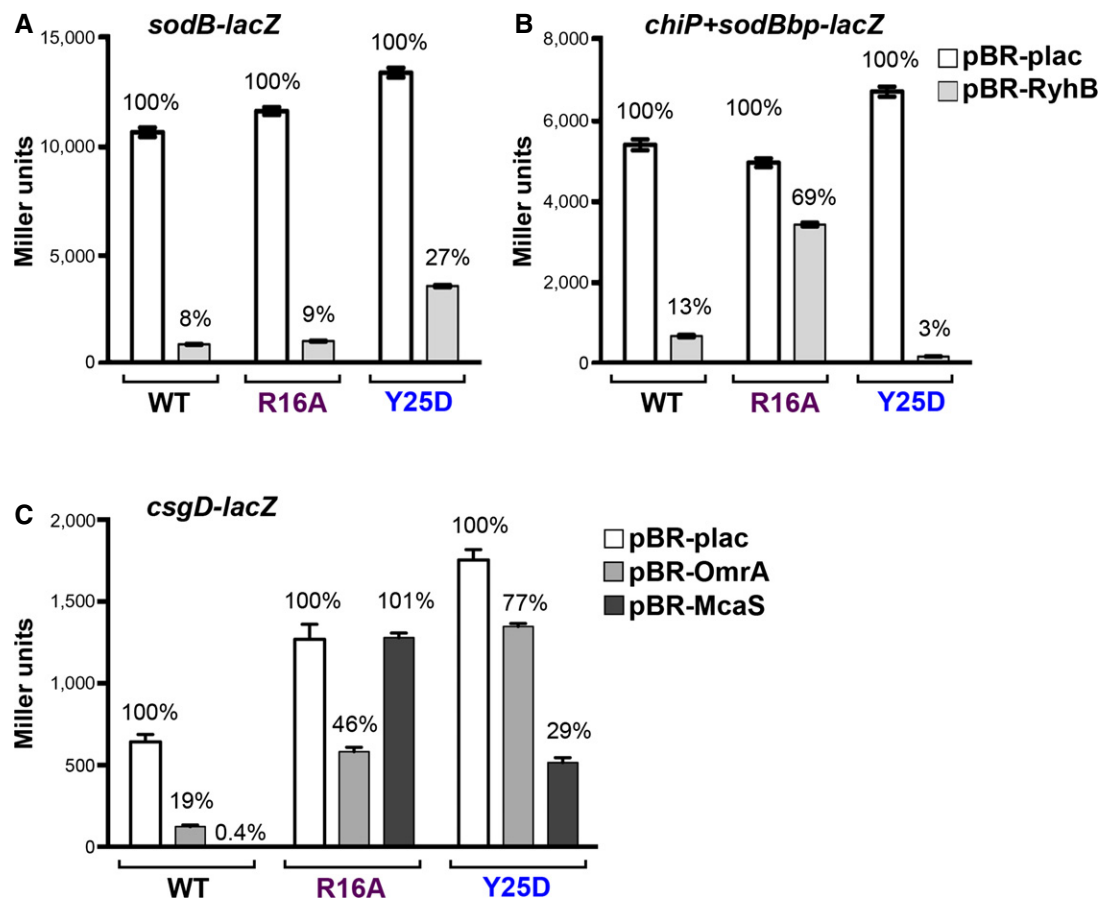 A
sodB-lacZ
Miller units
15,000
10,000
5,000
0
100%
8%
100%
9%
100%
27%
WT
R16A
Y25D
B
chiP+sodBbp-lacZ
pBR-plac
pBR-RyhB
Miller units
8,000
6,000
4,000
2,000
0
100%
13%
100%
69%
100%
3%
WT
R16A
Y25D
C
csgD-lacZ
pBR-plac
pBR-OmrA
pBR-McaS
Miller units
2,000
1,500
1,000
500
0
100%
19%
0.4%
100%
46%
101%
100%
77%
29%
WT
R16A
Y25D